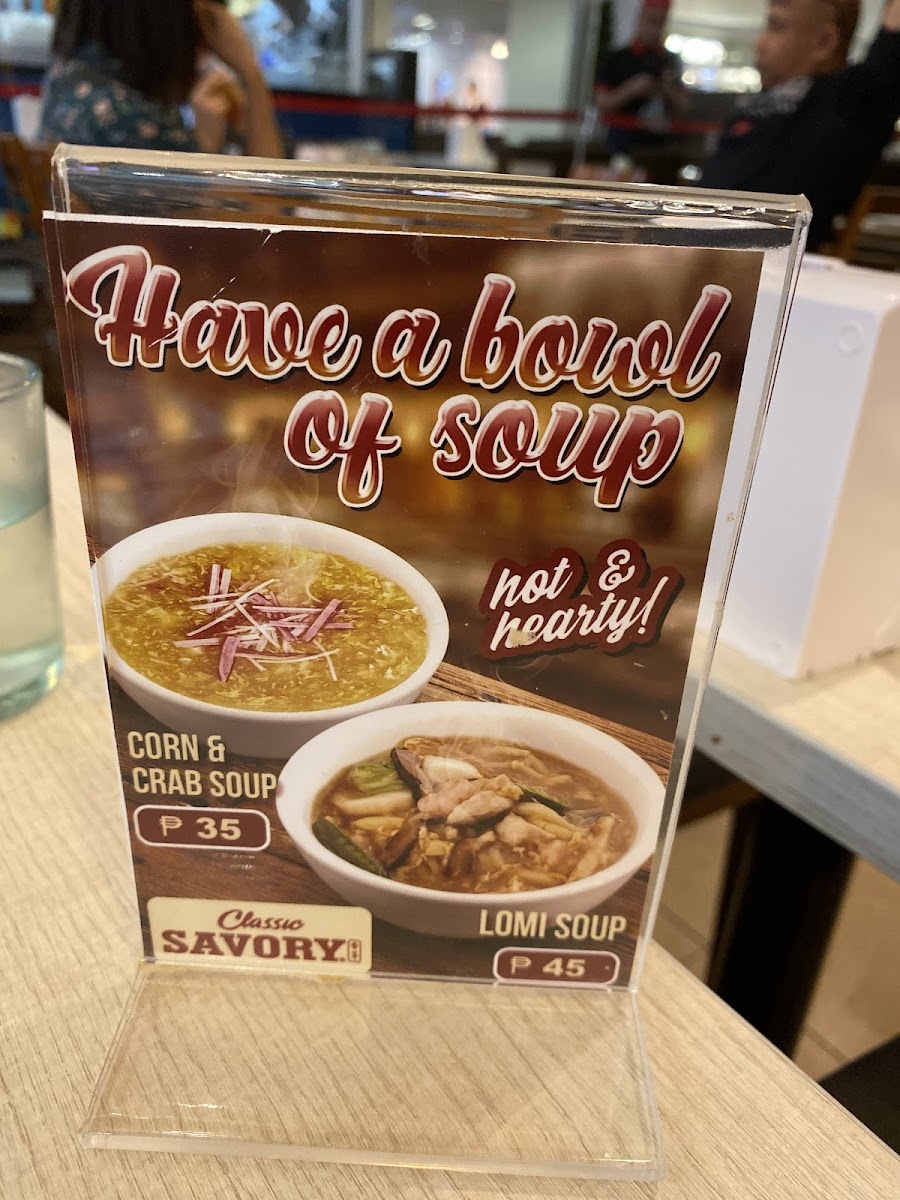 Have a bowl
of soup
hot &
hearty!
CORN &
CRAB SOUP
₱ 35
LOMI SOUP
₱ 45
Classic
SAVORY